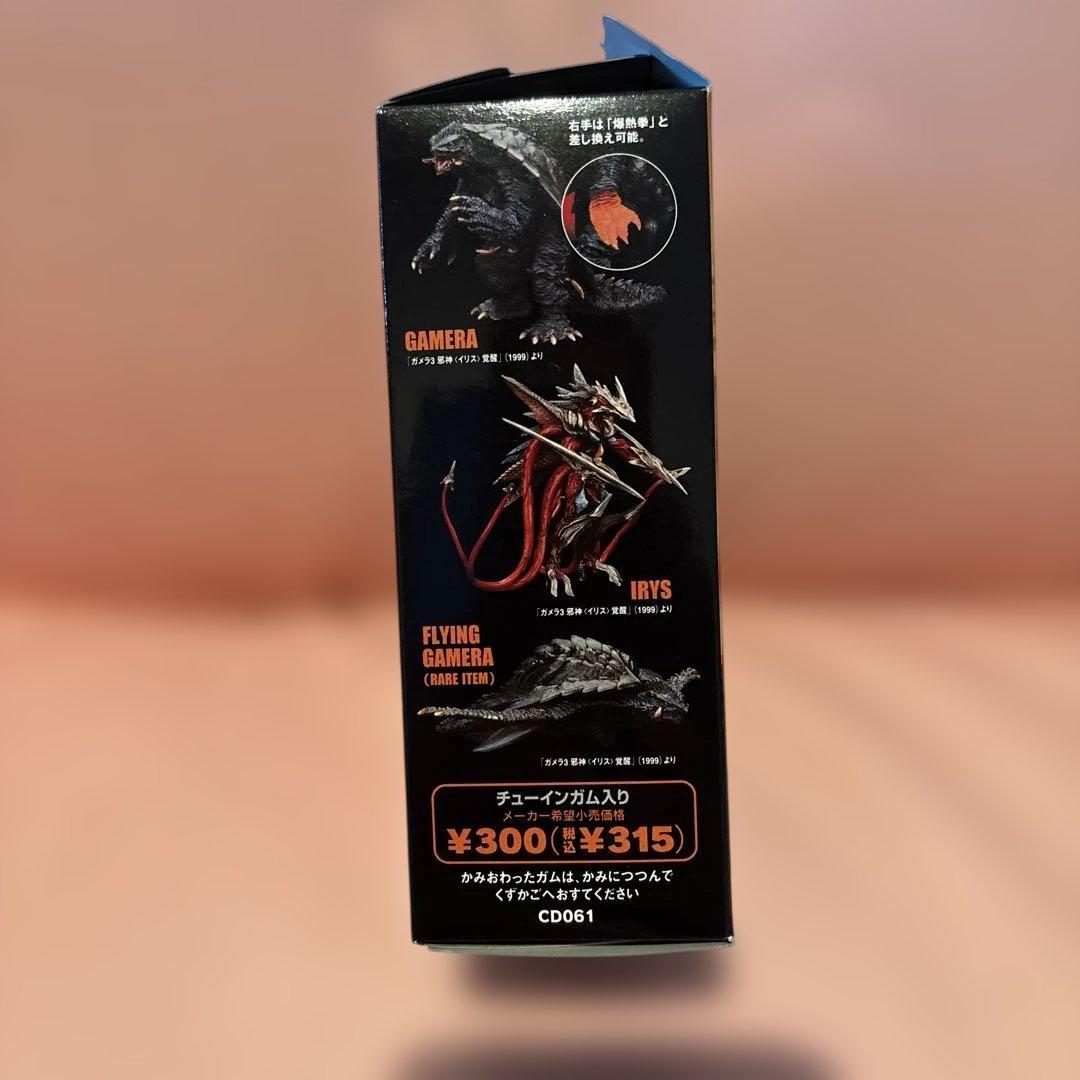 右手は「爆熱拳」と
差し換え可能。
GAMERA
「ガメラ3 邪神〈イリス〉覚醒」(1999)より
IRYS
「ガメラ3 邪神〈イリス〉覚醒」(1999)より
FLYING
GAMERA
(RARE ITEM)
「ガメラ3 邪神〈イリス〉覚醒」(1999)より
チューインガム入り
メーカー希望小売価格
¥300(税込¥315)
かみおわったガムは、かみにつつんで
くずかごへおすてください
CD061